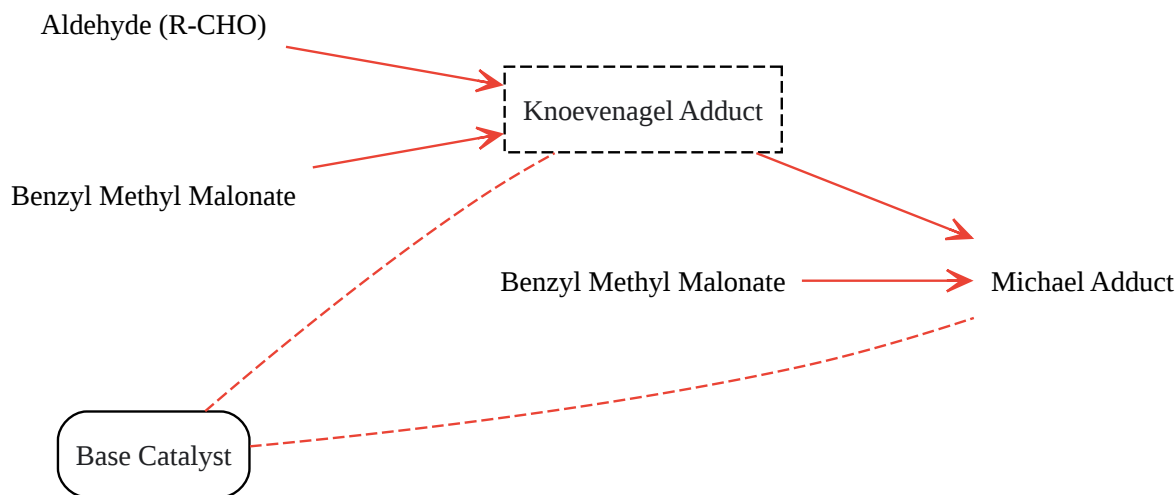 Aldehyde (R-CHO)
Knoevenagel Adduct
Benzyl Methyl Malonate
Benzyl Methyl Malonate
Michael Adduct
Base Catalyst